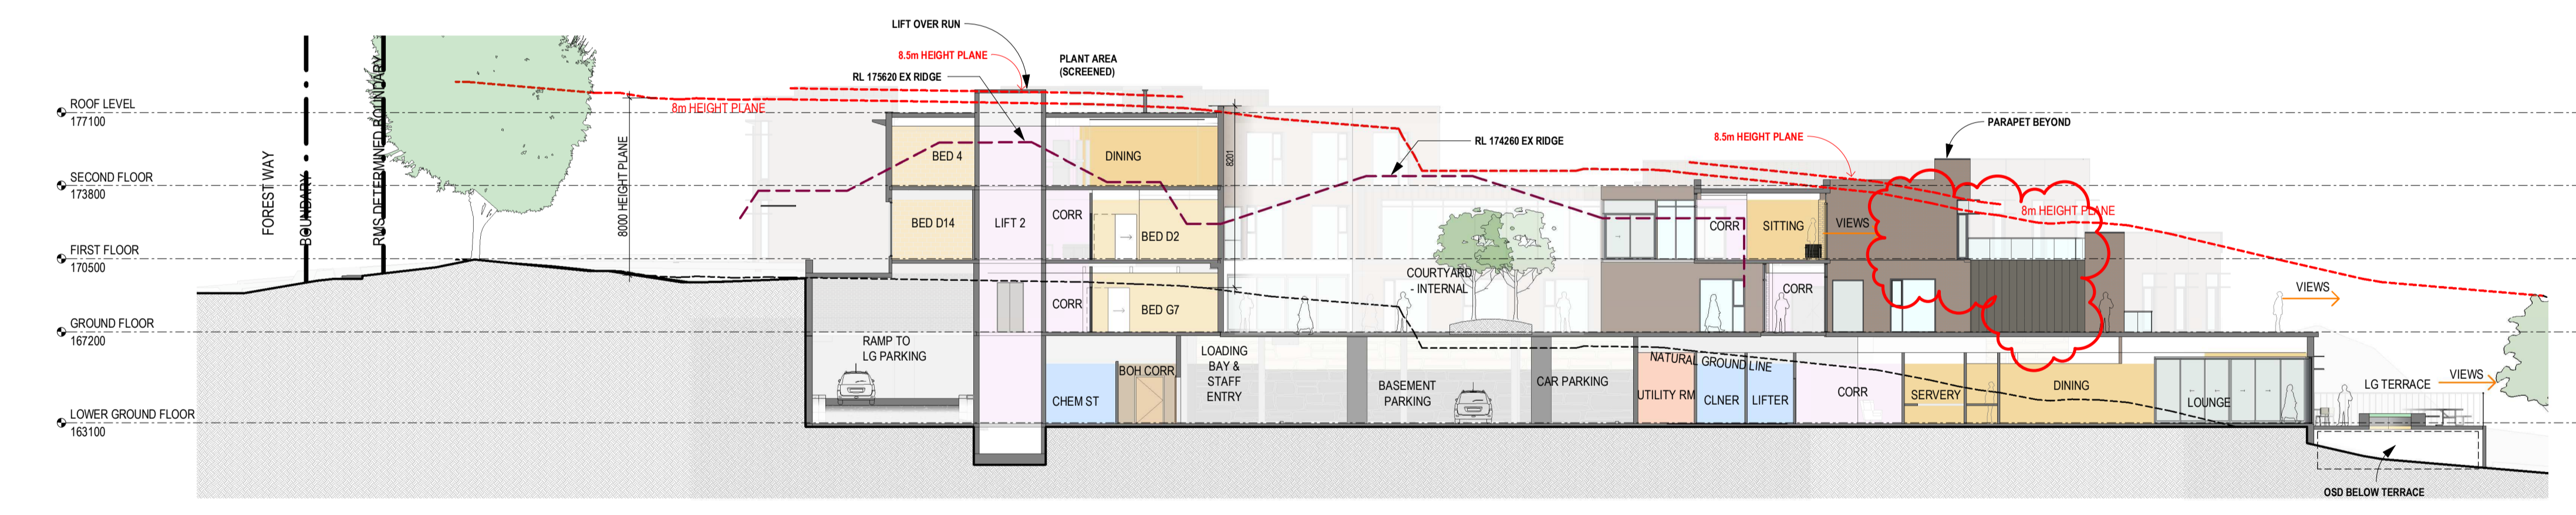 LIFT OVER RUN
8.5m HEIGHT PLANE
PLANT AREA
(SCREENED)
RL 175620 EX RIDGE
ROOF LEVEL
177100
8m HEIGHT PLANE
PARAPET BEYOND
8.5m HEIGHT PLANE
RL 174260 EX RIDGE
FOREST WAY
BOUNDARY
RMS DETERMINED BOUNDARY
8000 HEIGHT PLANE
BED 4
DINING
8201
SECOND FLOOR
173800
BED D14
LIFT 2
CORR
BED D2
CORR
SITTING
VIEWS
8m HEIGHT PLANE
FIRST FLOOR
170500
COURTYARD
- INTERNAL
CORR
VIEWS
CORR
BED G7
GROUND FLOOR
167200
RAMP TO
LG PARKING
LOADING
BAY &
STAFF
ENTRY
NATURAL GROUND LINE
BOH CORR
CHEM ST
BASEMENT
PARKING
CAR PARKING
UTILITY RM
CLNER
LIFTER
CORR
SERVERY
DINING
LOUNGE
LG TERRACE
VIEWS
LOWER GROUND FLOOR
163100
OSD BELOW TERRACE